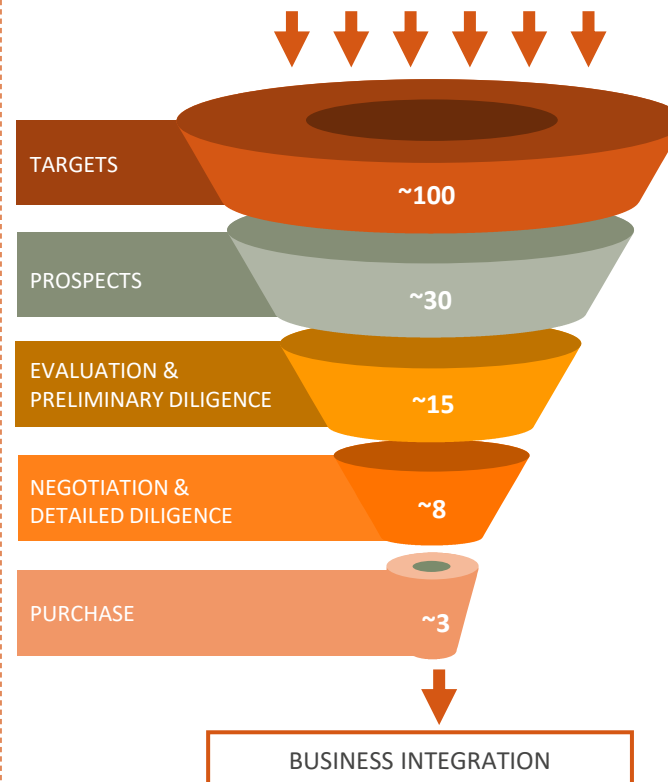 TARGETS
~100
PROSPECTS
~30
EVALUATION &
PRELIMINARY DILIGENCE
~15
NEGOTIATION &
DETAILED DILIGENCE
~8
PURCHASE
~3
BUSINESS INTEGRATION